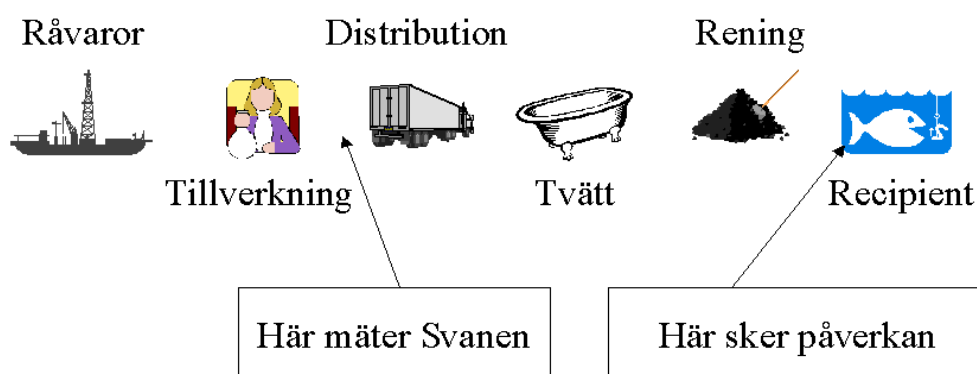 Råvaror
Distribution
Rening
Tillverkning
Tvätt
Recipient
Här mäter Svanen
Här sker påverkan